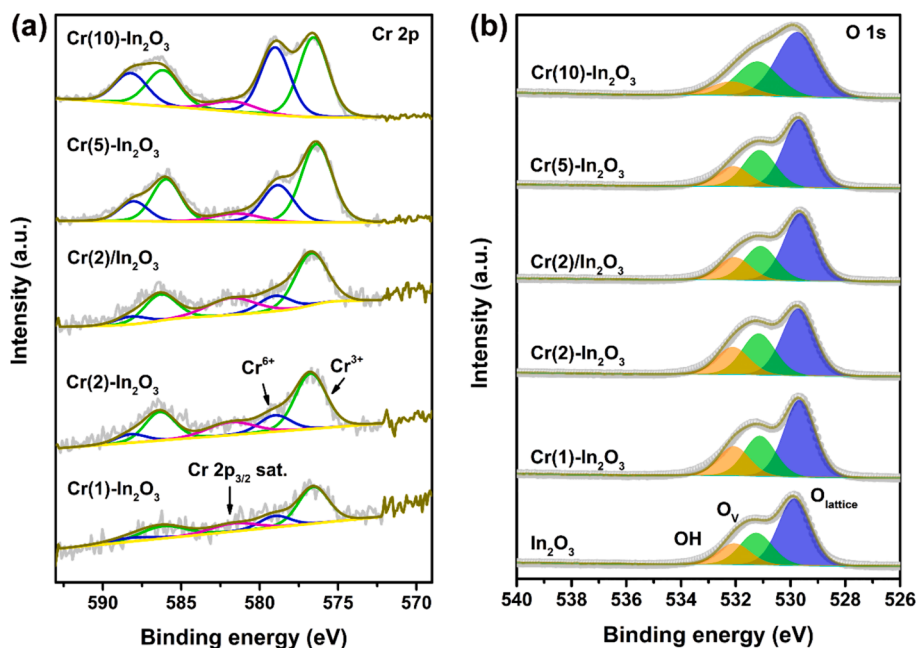 (a)
Cr 2p
Cr(10)-In₂O₃
Cr(5)-In₂O₃
Cr(2)/In₂O₃
Cr⁶⁺
Cr³⁺
Cr(2)-In₂O₃
Cr 2p₃/₂ sat.
Cr(1)-In₂O₃
Intensity (a.u.)
590 585 580 575 570
Binding energy (eV)
(b)
O 1s
Cr(10)-In₂O₃
Cr(5)-In₂O₃
Cr(2)/In₂O₃
Cr(2)-In₂O₃
Cr(1)-In₂O₃
O_lattice
O_V
OH
In₂O₃
Intensity (a.u.)
540 538 536 534 532 530 528 526
Binding energy (eV)